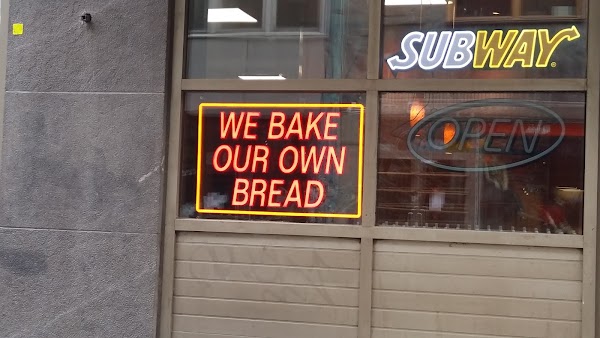 SUBWAY
OPEN
WE BAKE
OUR OWN
BREAD